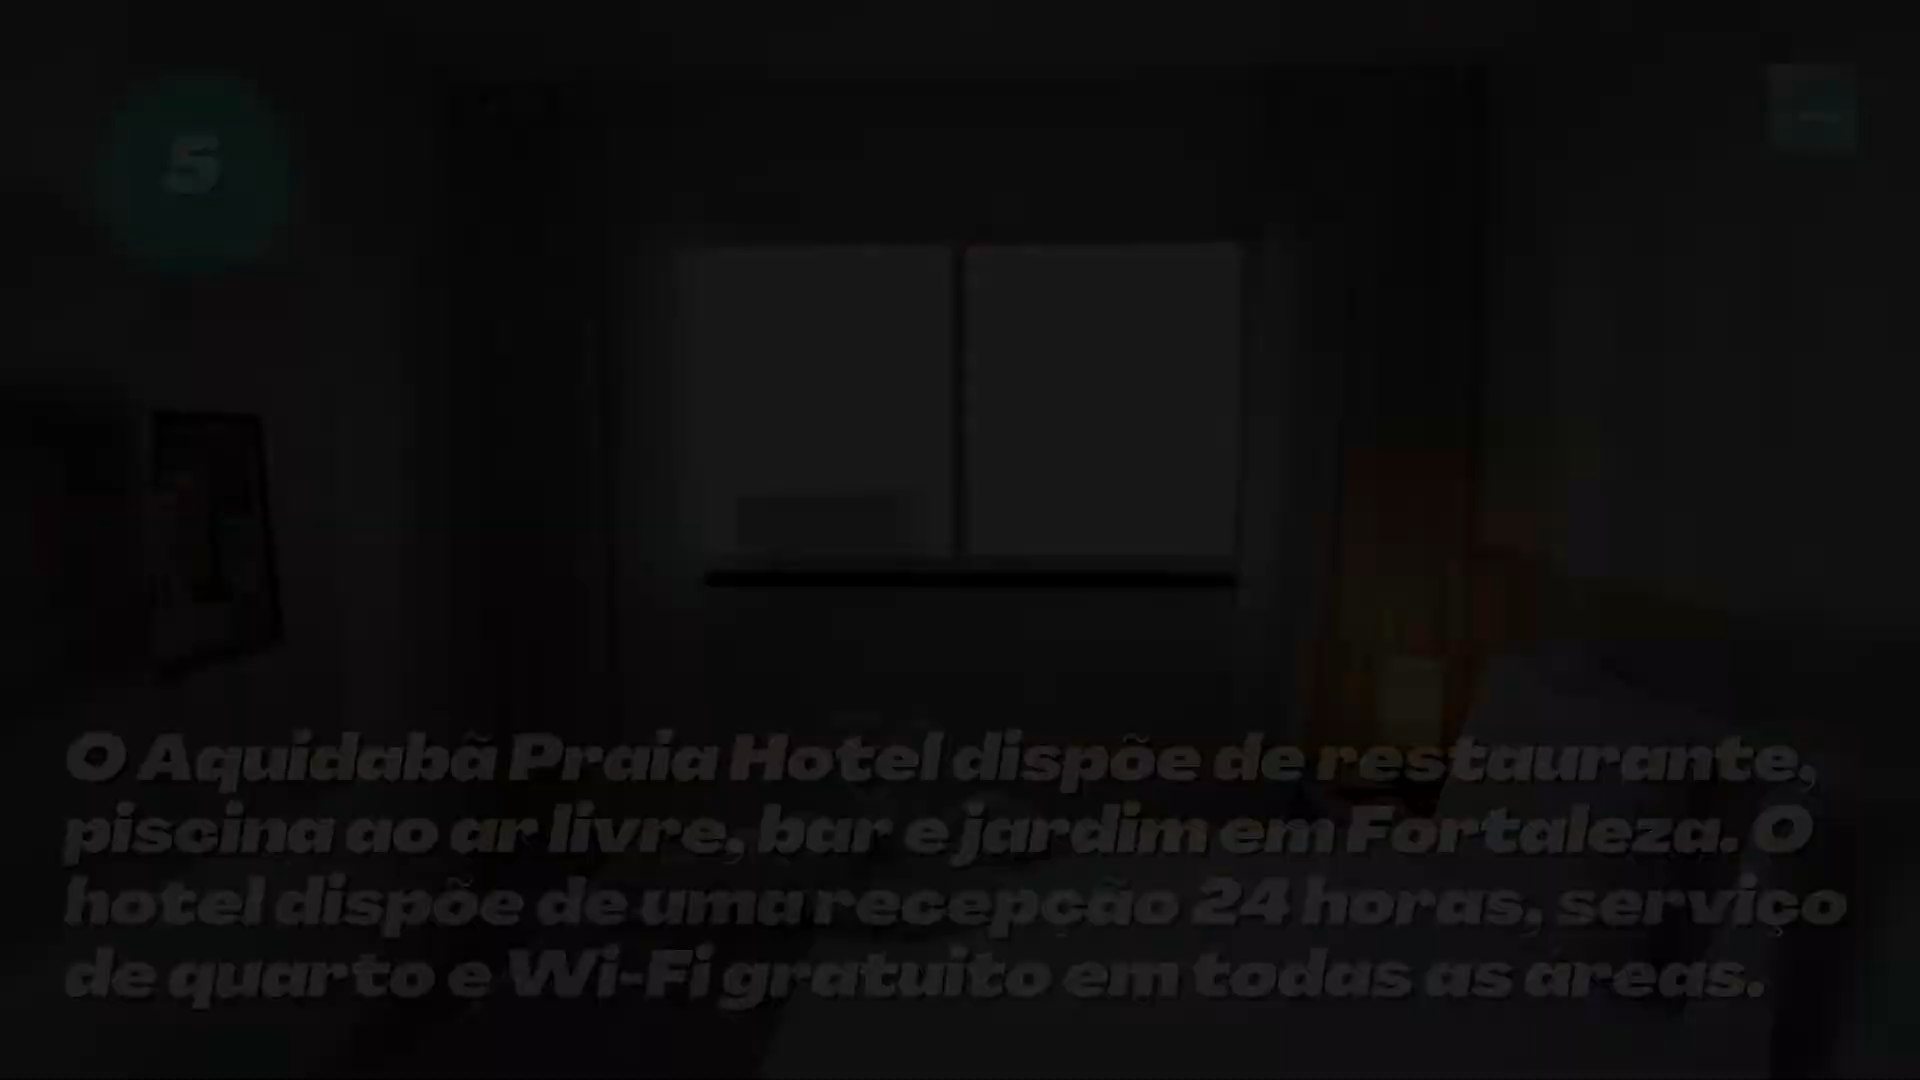 5
O Aquidabã Praia Hotel dispõe de restaurante,
piscina ao ar livre, bar e jardim em Fortaleza. O
hotel dispõe de uma recepção 24 horas, serviço
de quarto e Wi-Fi gratuito em todas as áreas.